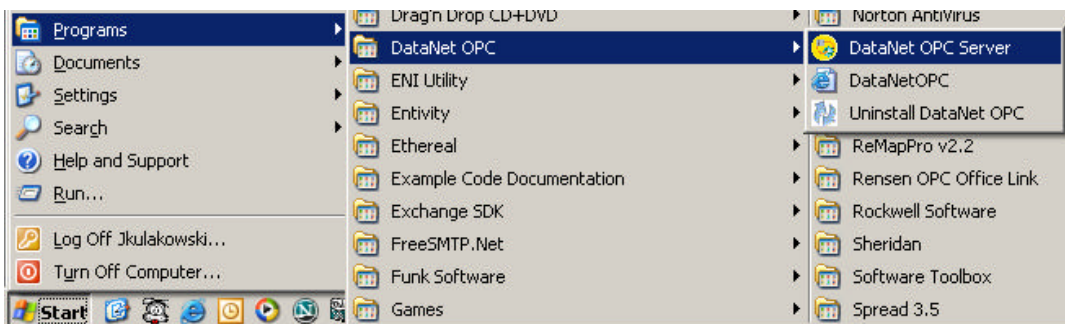 Programs
Documents
Settings
Search
Help and Support
Run...
Log Off Jkulakowski...
Turn Off Computer...
Start
Drag'n Drop CD+DVD
DataNet OPC
ENI Utility
Entivity
Ethereal
Example Code Documentation
Exchange SDK
FreeSMTP.Net
Funk Software
Games
Norton AntiVirus
DataNet OPC Server
DataNetOPC
Uninstall DataNet OPC
ReMapPro v2.2
Rensen OPC Office Link
Rockwell Software
Sheridan
Software Toolbox
Spread 3.5